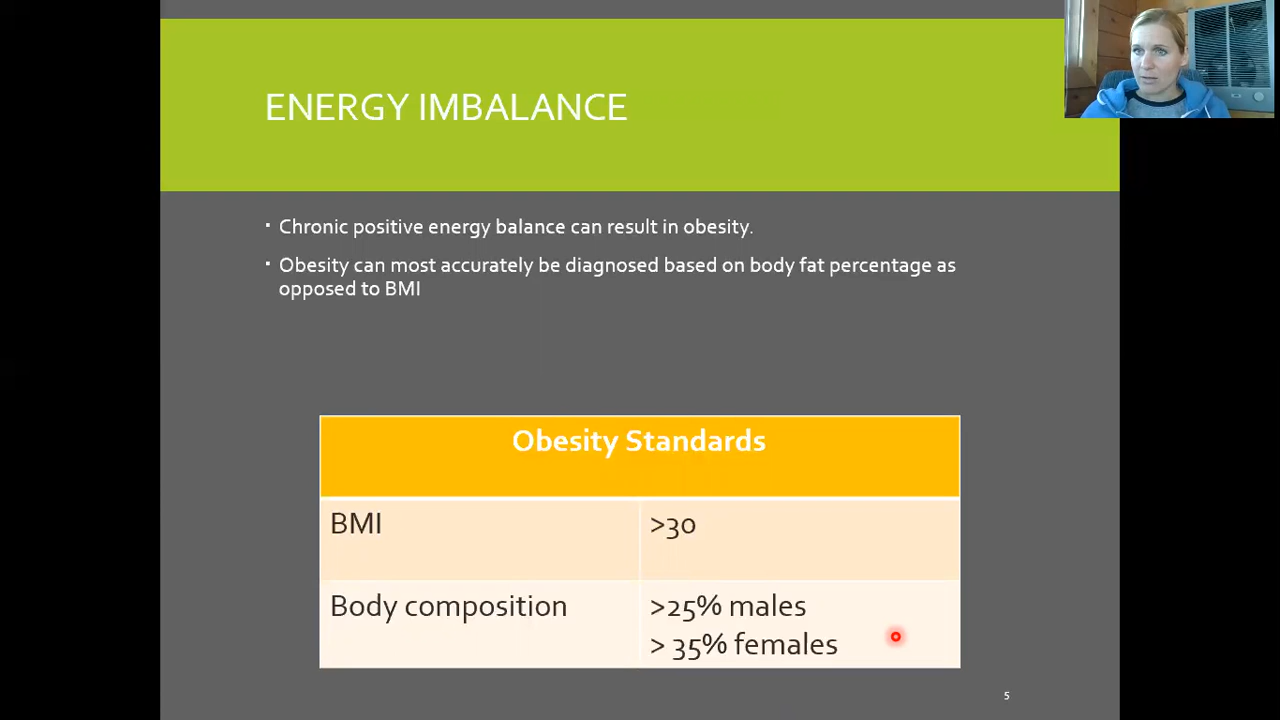 ENERGY IMBALANCE
▪ Chronic positive energy balance can result in obesity.
▪ Obesity can most accurately be diagnosed based on body fat percentage as
opposed to BMI
Obesity Standards
BMI >30
Body composition >25% males
> 35% females
5